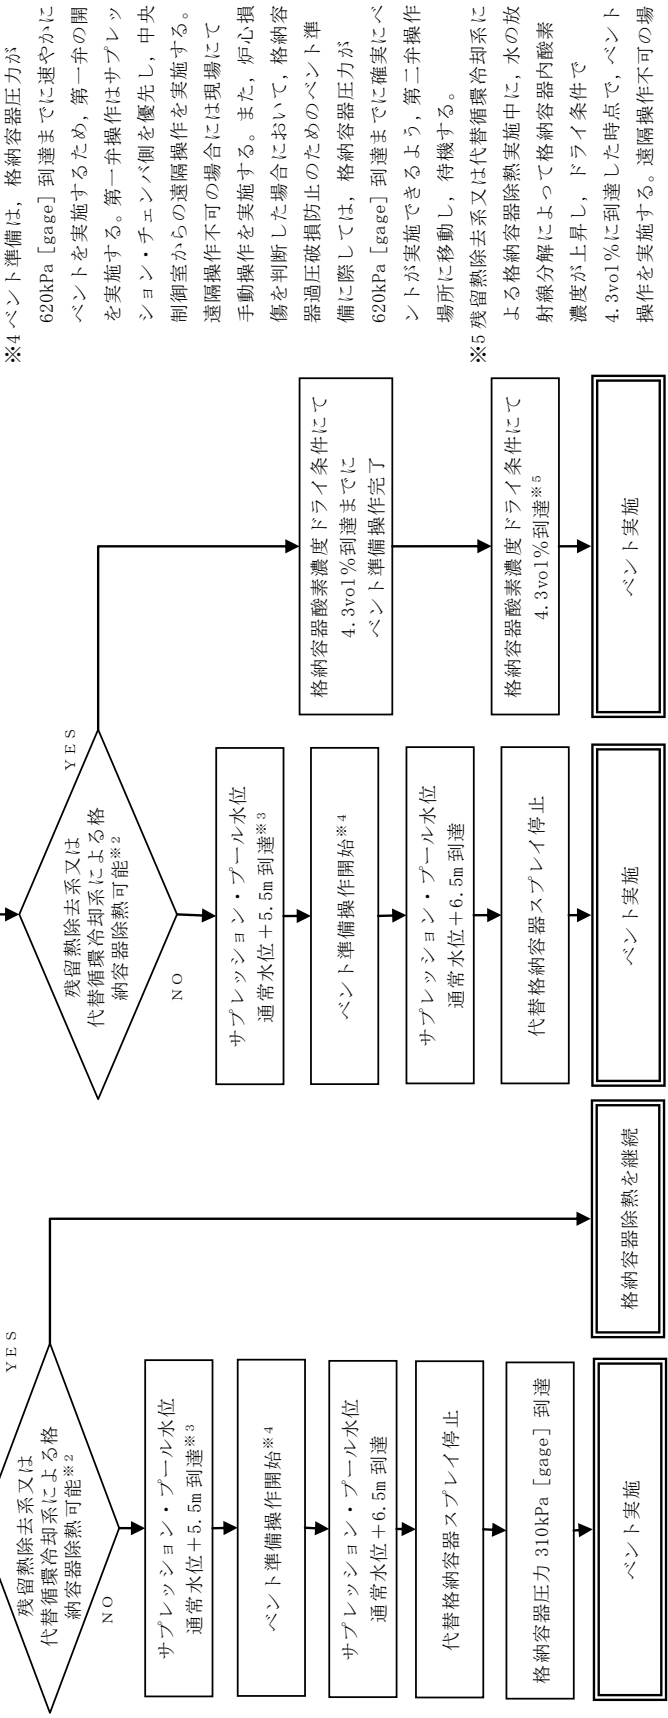 残留熱除去系又は
代替循環冷却系による格
納容器除熱可能※2
YES
NO
サプレッション・プール水位
通常水位＋5.5m 到達※3
ベント準備操作開始※4
サプレッション・プール水位
通常水位＋6.5m 到達
代替格納容器スプレイ停止
格納容器圧力 310kPa［gage］到達
ベント実施
格納容器除熱を継続
残留熱除去系又は
代替循環冷却系による格
納容器除熱可能※2
YES
NO
サプレッション・プール水位
通常水位＋5.5m 到達※3
ベント準備操作開始※4
サプレッション・プール水位
通常水位＋6.5m 到達
代替格納容器スプレイ停止
ベント実施
格納容器酸素濃度ドライ条件にて
4.3vol％到達までに
ベント準備操作完了
格納容器酸素濃度ドライ条件にて
4.3vol％到達※5
ベント実施
※4 ベント準備は，格納容器圧力が
620kPa［gage］到達までに速やかに
ベントを実施するため，第一弁の開
を実施する。第一弁操作はサプレッ
ション・チェンバ側を優先し，中央
制御室からの遠隔操作を実施する。
遠隔操作不可の場合には現場にて
手動操作を実施する。また，炉心損
傷を判断した場合において，格納容
器過圧破損防止のためのベント準
備に際しては，格納容器圧力が
620kPa［gage］到達までに確実にベ
ントが実施できるよう，第二弁操作
場所に移動し，待機する。
※5 残留熱除去系又は代替循環冷却系に
よる格納容器除熱実施中に，水の放
射線分解によって格納容器内酸素
濃度が上昇し，ドライ条件で
4.3vol％に到達した時点で，ベント
操作を実施する。遠隔操作不可の場